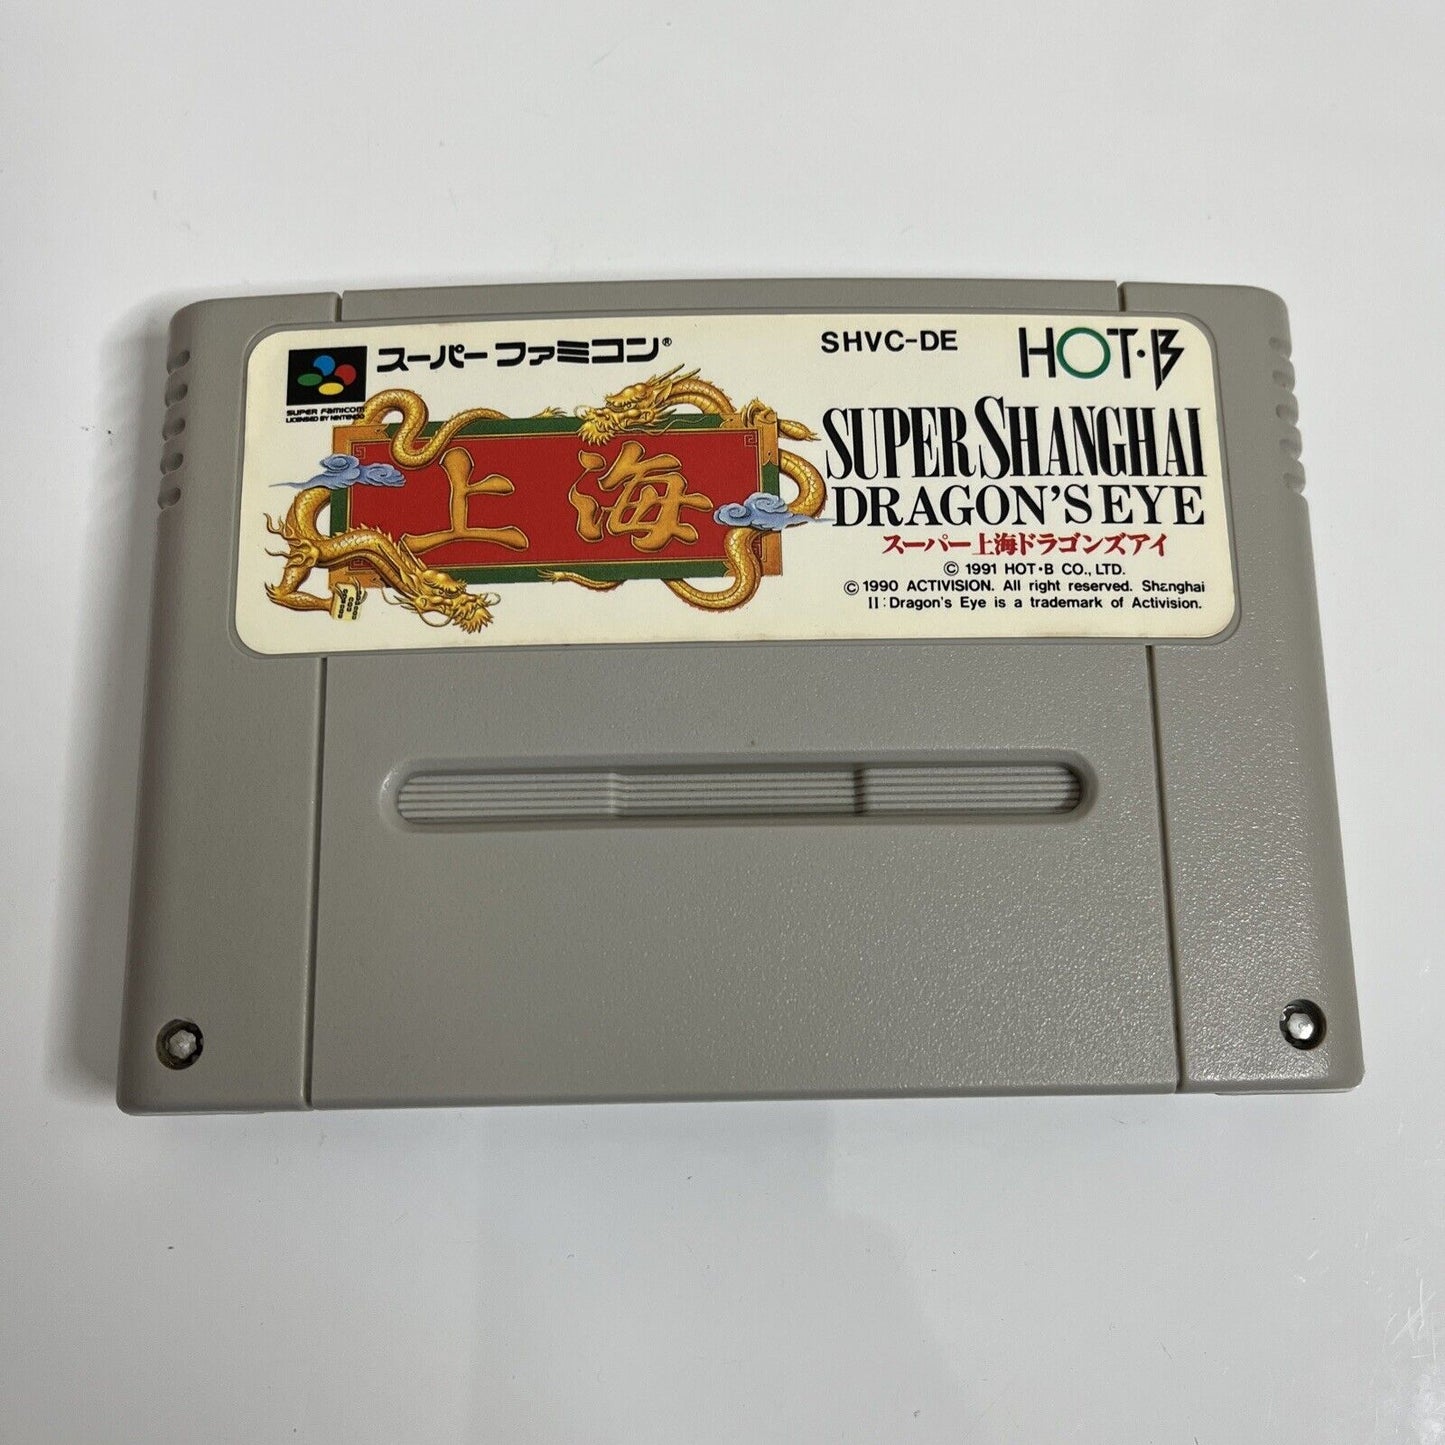 スーパーファミコン®
SUPER FAMICOM
LICENSED BY NINTENDO
SHVC-DE
HOT・B
上海
SUPER SHANGHAI
DRAGON'S EYE
スーパー上海ドラゴンズアイ
© 1991 HOT・B CO., LTD.
© 1990 ACTIVISION. All right reserved. Shanghai
II: Dragon's Eye is a trademark of Activision.